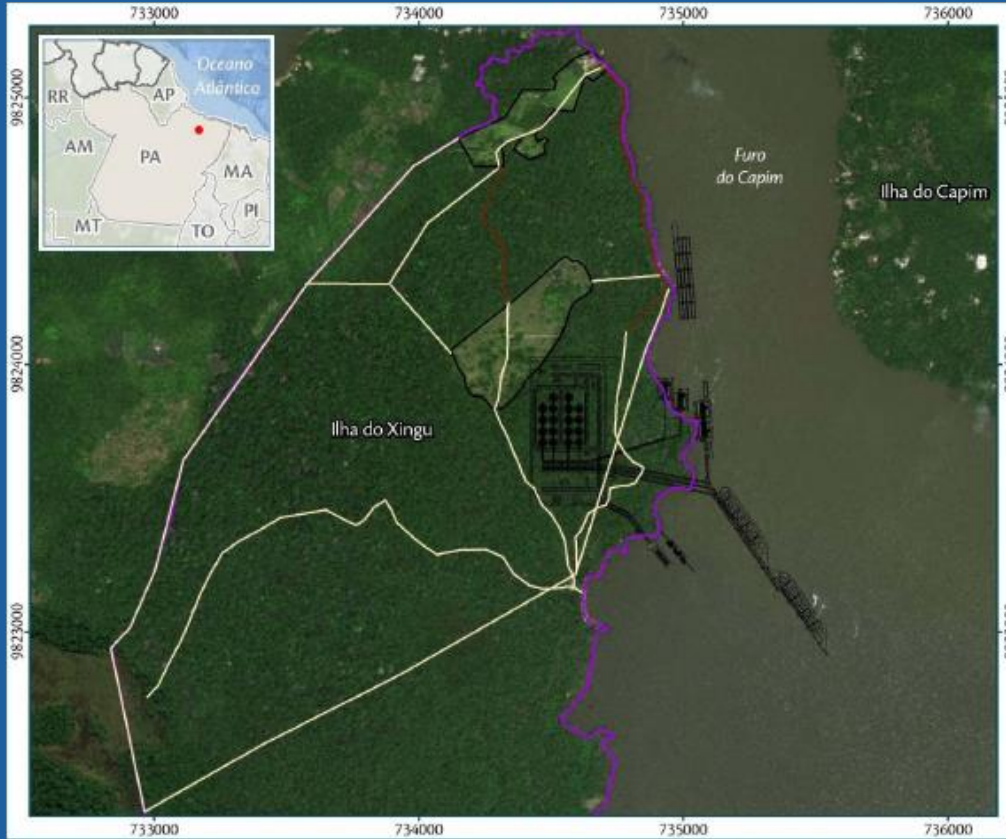 733000
734000
735000
736000
9825000
Oceano
Atlântico
RR
AP
AM
PA
MA
PI
MT
TO
Furo
do Capim
Ilha do Capim
9824000
Ilha do Xingu
9823000
733000
734000
735000
736000